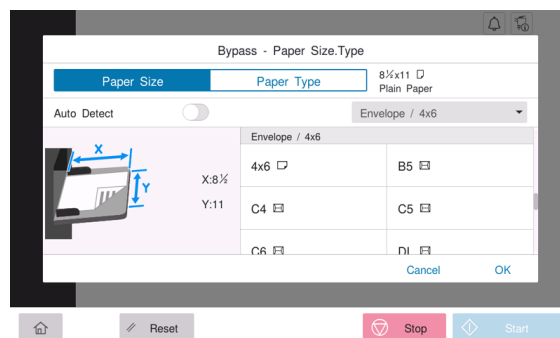 Bypass - Paper Size.Type
Paper Size
Paper Type
8½x11
Plain Paper
Auto Detect
Envelope / 4x6
Envelope / 4x6
X
Y
X:8½
Y:11
4x6
B5
C4
C5
C6
DL
Cancel
OK
Reset
Stop
Start